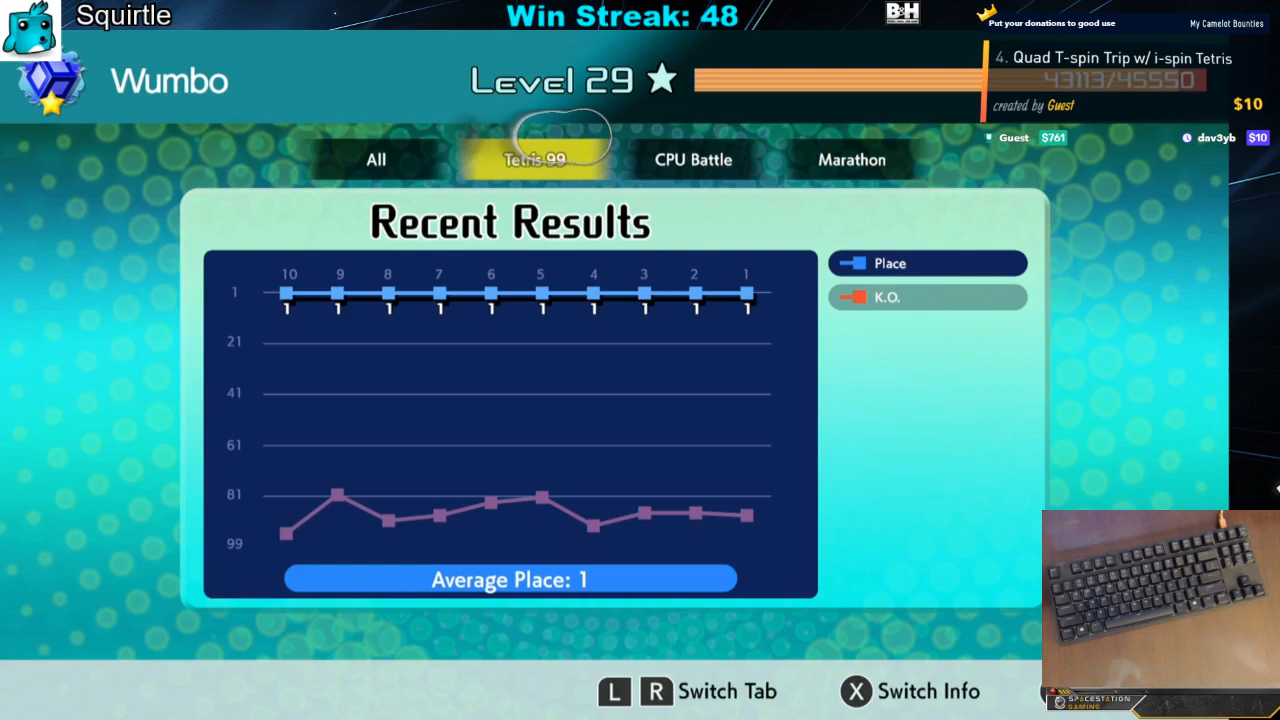 Squirtle
Win Streak: 48
B&H
Put your donations to good use
My Camelot Bounties
Wumbo
Level 29
43113/45550
4. Quad T-spin Trip w/ i-spin Tetris
created by Guest
$10
Guest $761
dav3yb $10
All
Tetris 99
CPU Battle
Marathon
Recent Results
10 9 8 7 6 5 4 3 2 1
1
1 1 1 1 1 1 1 1 1 1
21
41
61
81
99
Place
K.O.
Average Place: 1
L R Switch Tab
X Switch Info
SPACESTATION
GAMING